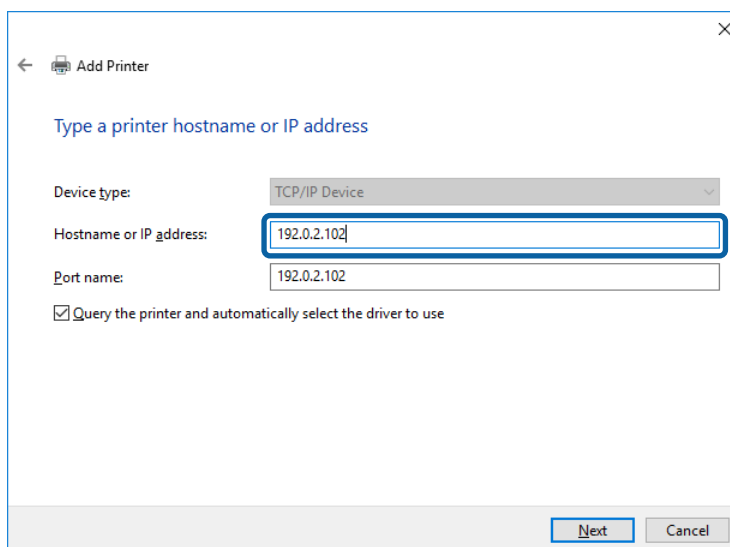 Add Printer
Type a printer hostname or IP address
Device type: TCP/IP Device
Hostname or IP address: 192.0.2.102
Port name: 192.0.2.102
Query the printer and automatically select the driver to use
Next Cancel